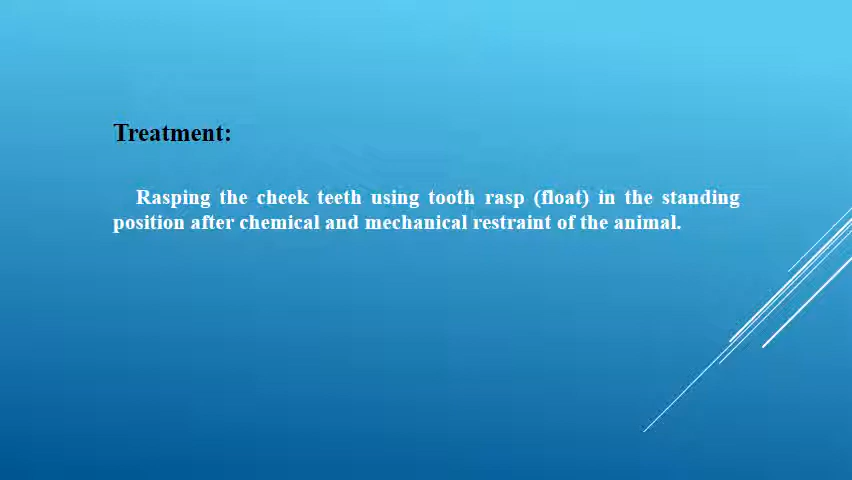 Treatment:
Rasping the cheek teeth using tooth rasp (float) in the standing
position after chemical and mechanical restraint of the animal.